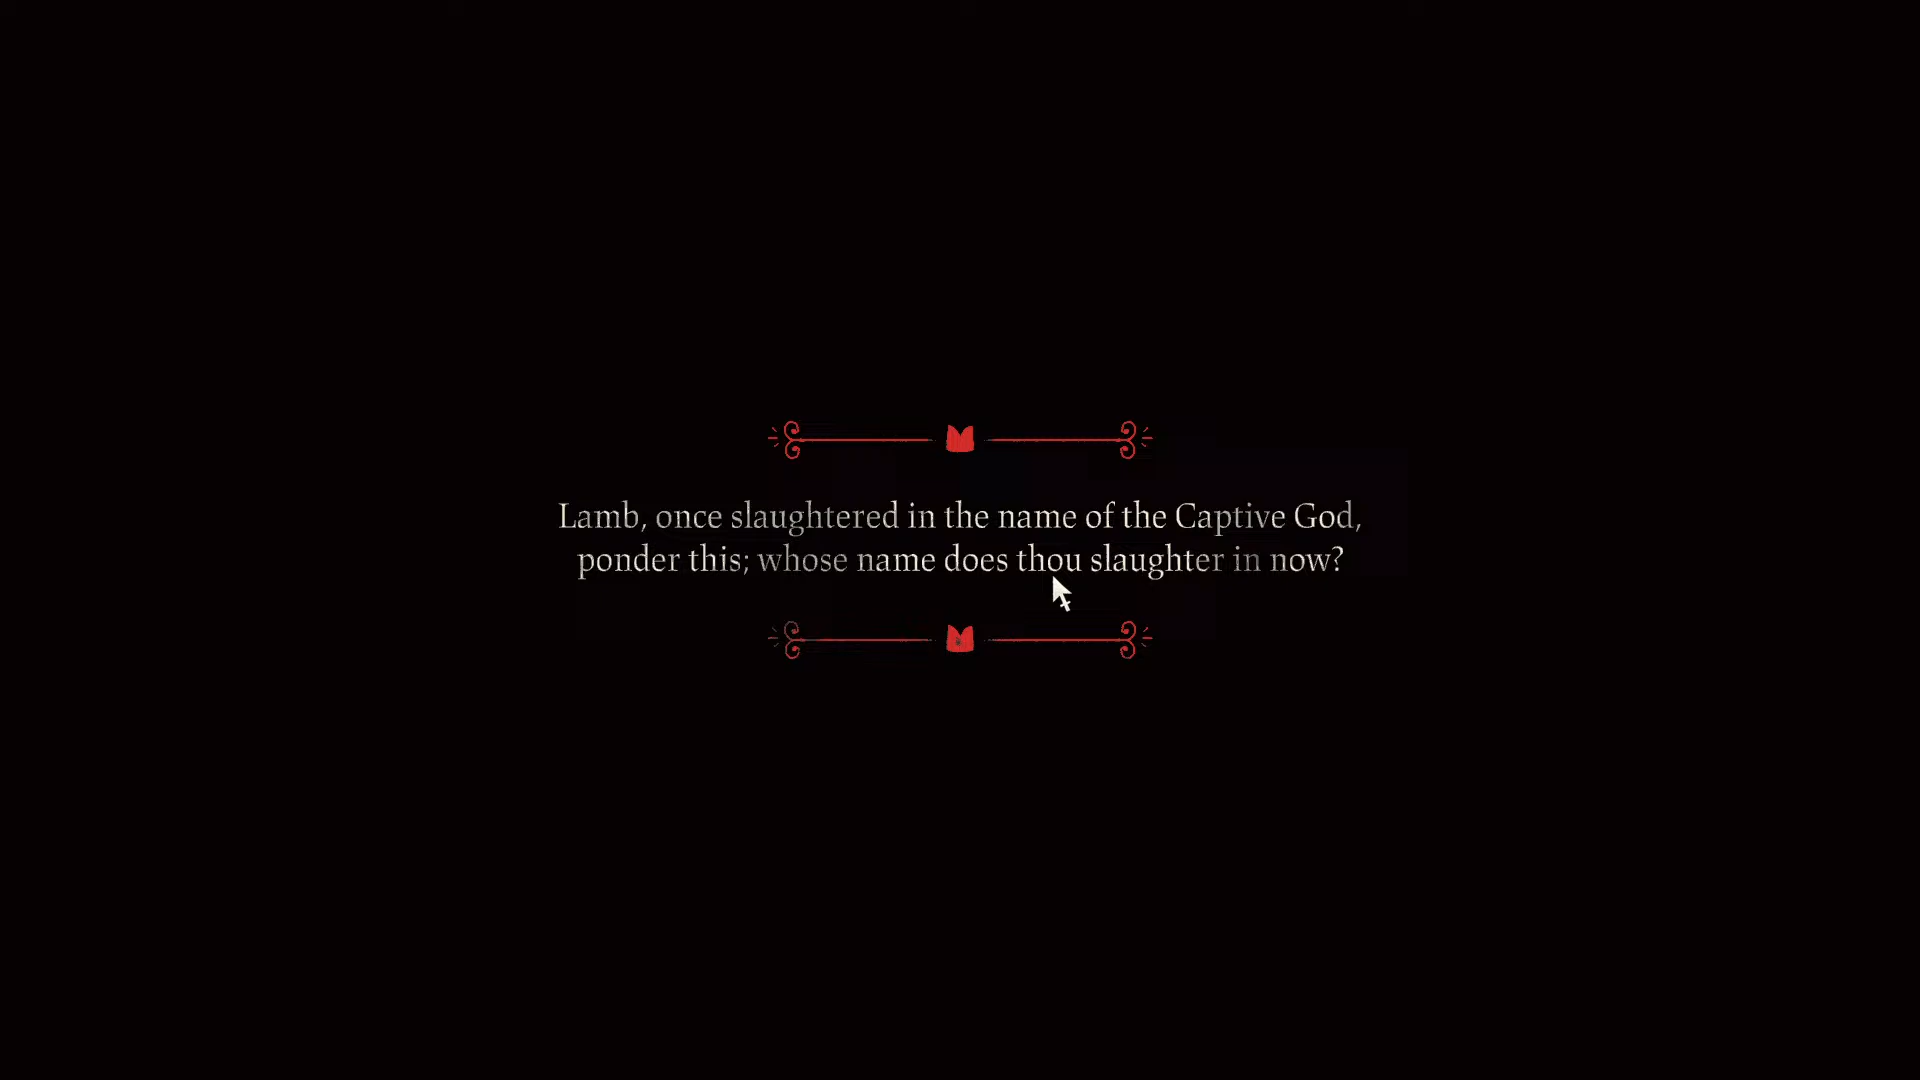 Lamb, once slaughtered in the name of the Captive God,
ponder this; whose name does thou slaughter in now?